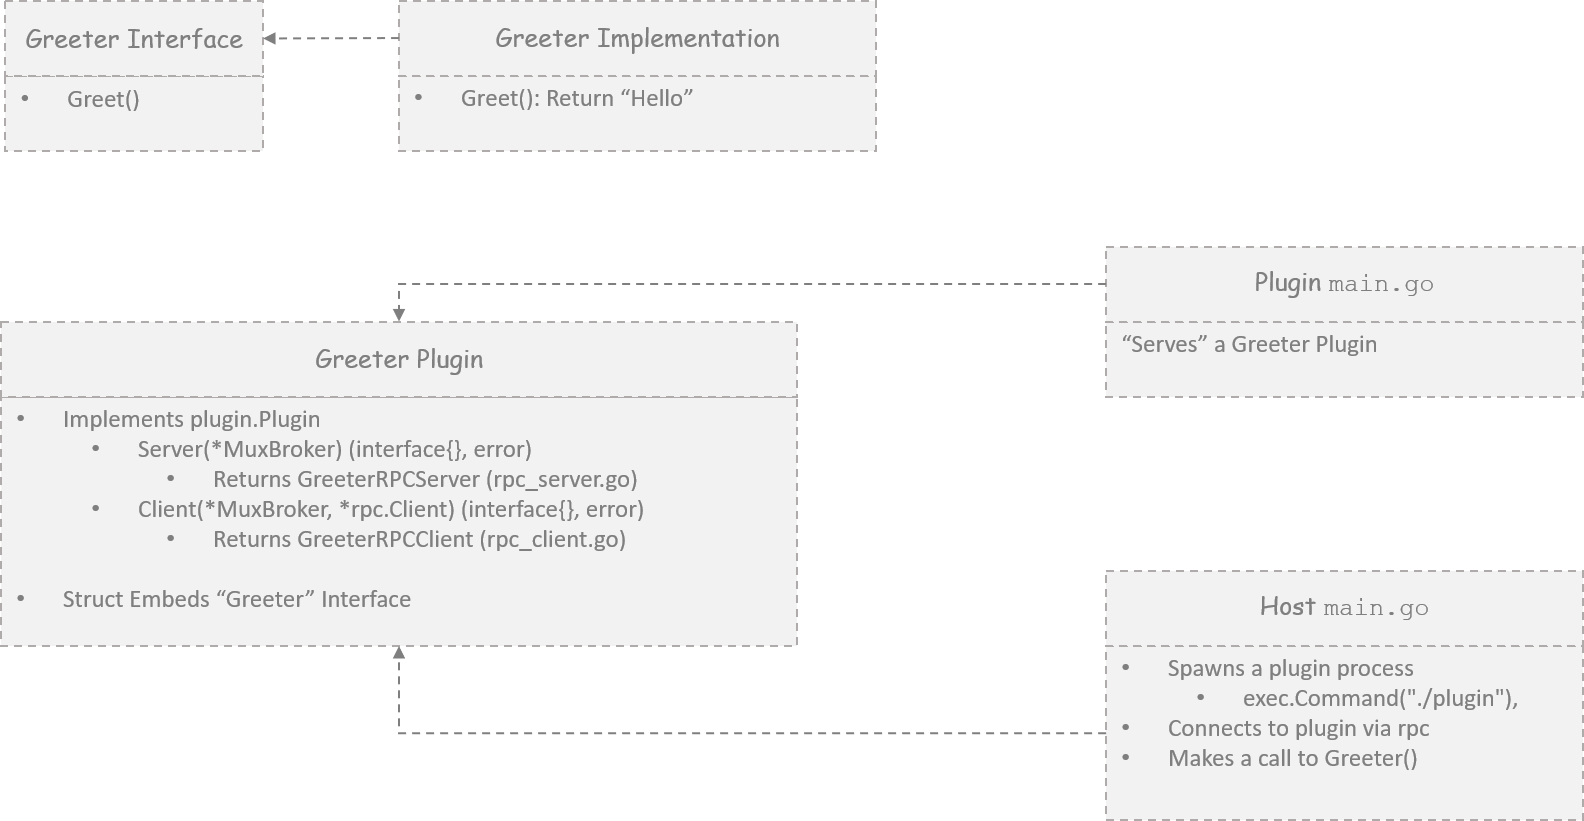 Greeter Interface
• Greet()
Greeter Implementation
• Greet(): Return “Hello”
Plugin main.go
“Serves” a Greeter Plugin
Greeter Plugin
• Implements plugin.Plugin
• Server(*MuxBroker) (interface{}, error)
• Returns GreeterRPCServer (rpc_server.go)
• Client(*MuxBroker, *rpc.Client) (interface{}, error)
• Returns GreeterRPCClient (rpc_client.go)
• Struct Embeds “Greeter” Interface
Host main.go
• Spawns a plugin process
• exec.Command("./plugin"),
• Connects to plugin via rpc
• Makes a call to Greeter()